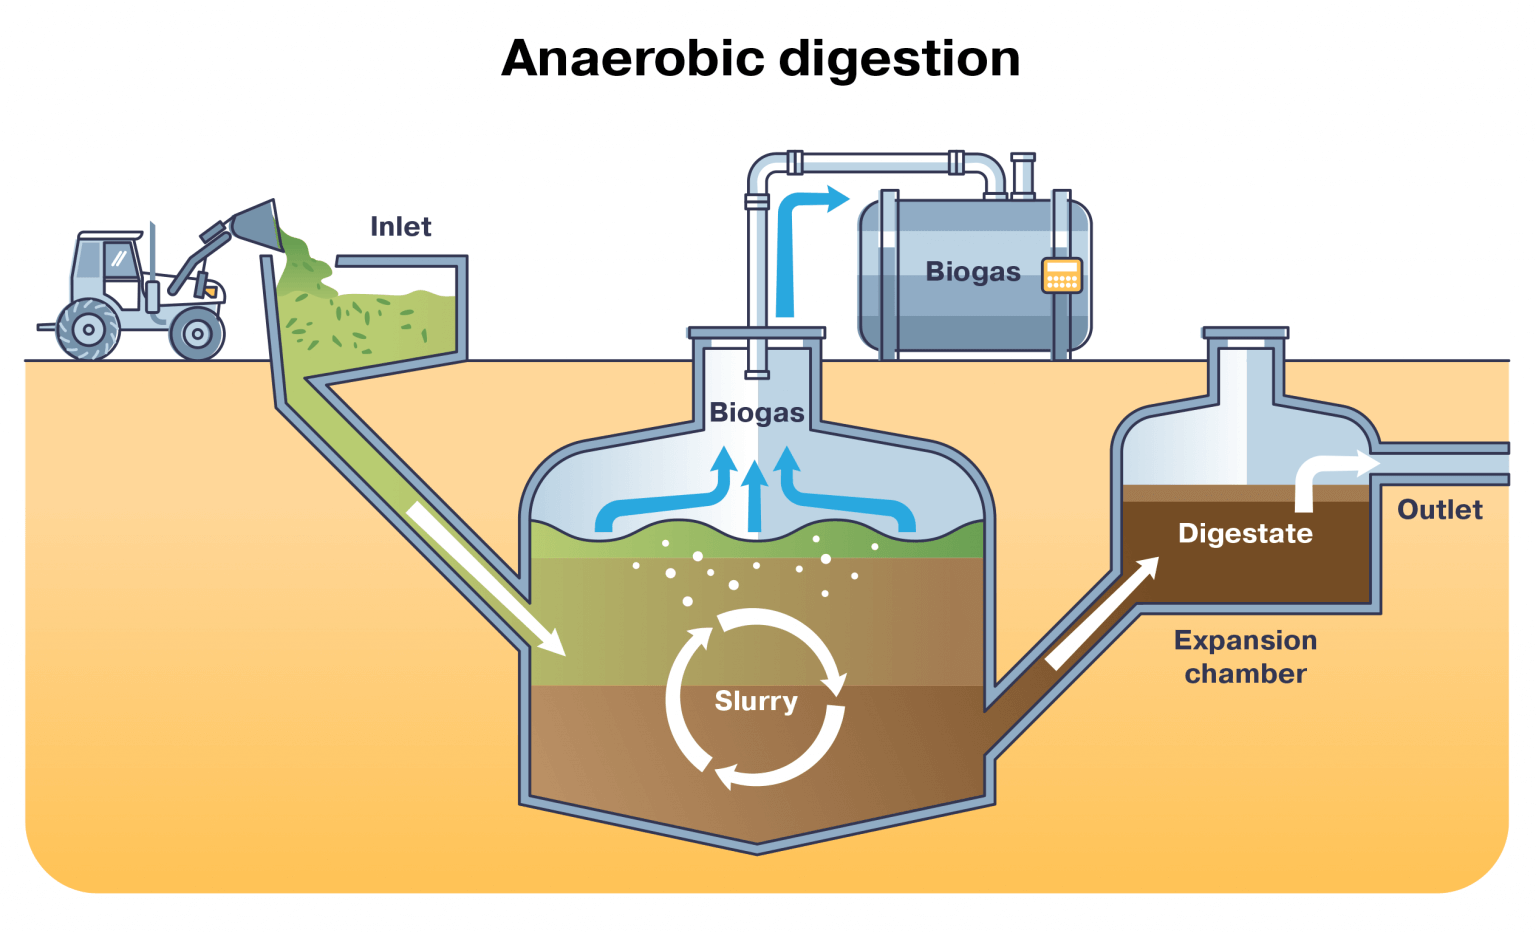 Anaerobic digestion
Inlet
Biogas
Biogas
Outlet
Digestate
Expansion
chamber
Slurry